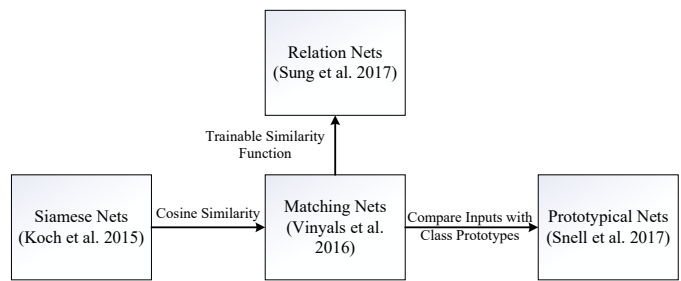 Relation Nets
(Sung et al. 2017)
Trainable Similarity
Function
Siamese Nets
(Koch et al. 2015)
Cosine Similarity
Matching Nets
(Vinyals et al.
2016)
Compare Inputs with
Class Prototypes
Prototypical Nets
(Snell et al. 2017)